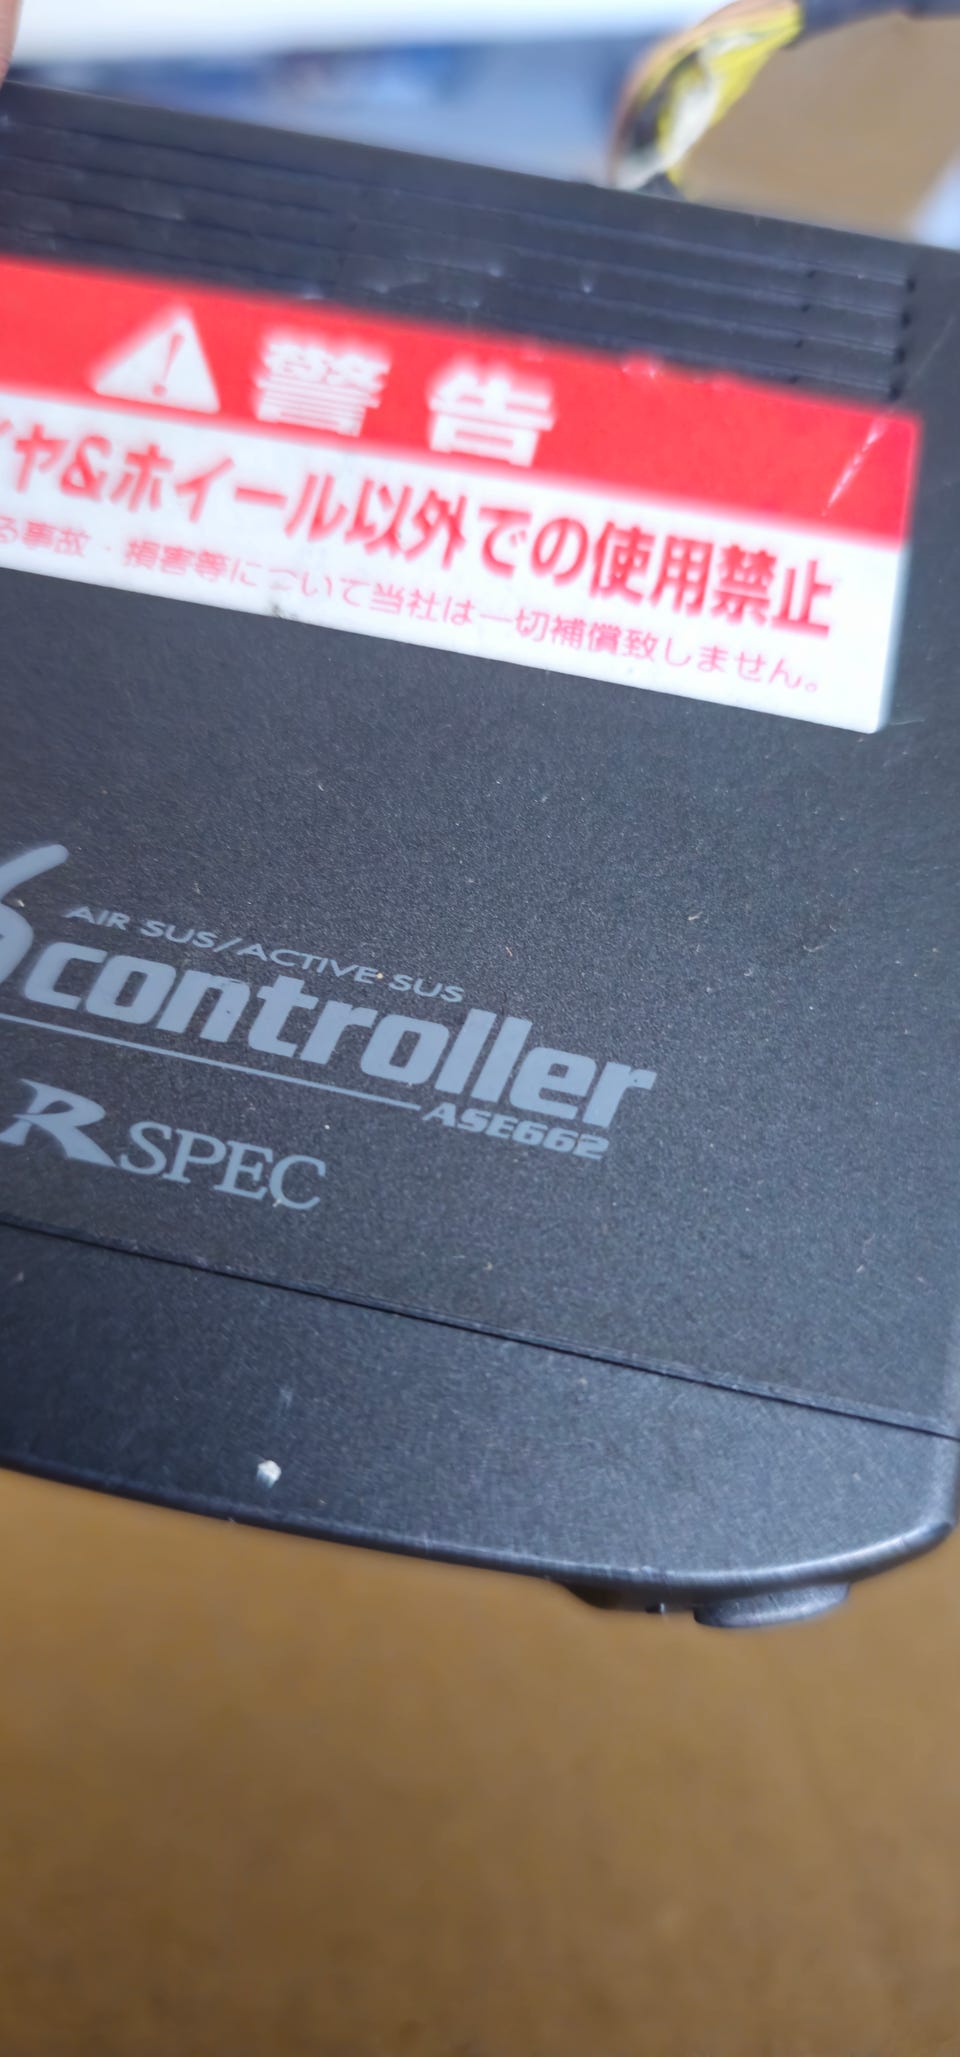 警告
ヤ&ホイール以外での使用禁止
る事故・損害等について当社は一切補償致しません。
AIR SUS/ACTIVE SUS
controller
ASE662
R SPEC